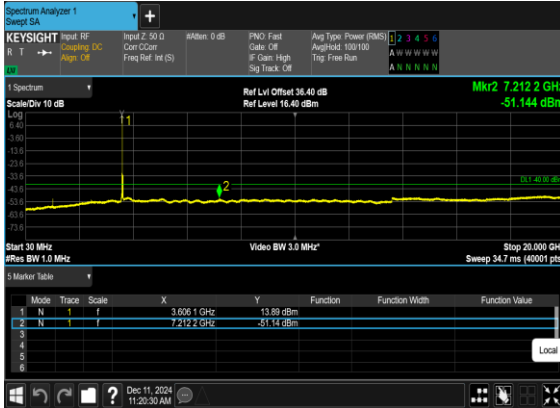 Spectrum Analyzer 1
Swept SA
+
KEYSIGHT
R T
LXI
Input: RF
Coupling: DC
Align: Off
Input Z: 50 Ω
Corr CCorr
Freq Ref: Int (S)
#Atten: 0 dB
PNO: Fast
Gate: Off
IF Gain: High
Sig Track: Off
Avg Type: Power (RMS)
Avg|Hold: 100/100
Trig: Free Run
1 2 3 4 5 6
A W W W W W
A N N N N N
1 Spectrum
Scale/Div 10 dB
Ref Lvl Offset 36.40 dB
Ref Level 16.40 dBm
Mkr2 7.212 2 GHz
-51.144 dBm
Log
6.40
-3.60
-13.6
-23.6
-33.6
-43.6
-53.6
-63.6
-73.6
1
2
DL1 -40.00 dBm
Start 30 MHz
#Res BW 1.0 MHz
Video BW 3.0 MHz*
Stop 20.000 GHz
Sweep 34.7 ms (40001 pts)
5 Marker Table
Mode Trace Scale X Y Function Function Width Function Value
1 N 1 f 3.606 1 GHz 13.89 dBm
2 N 1 f 7.212 2 GHz -51.14 dBm
3
4
5
6
Local
?
Dec 11, 2024
11:20:30 AM